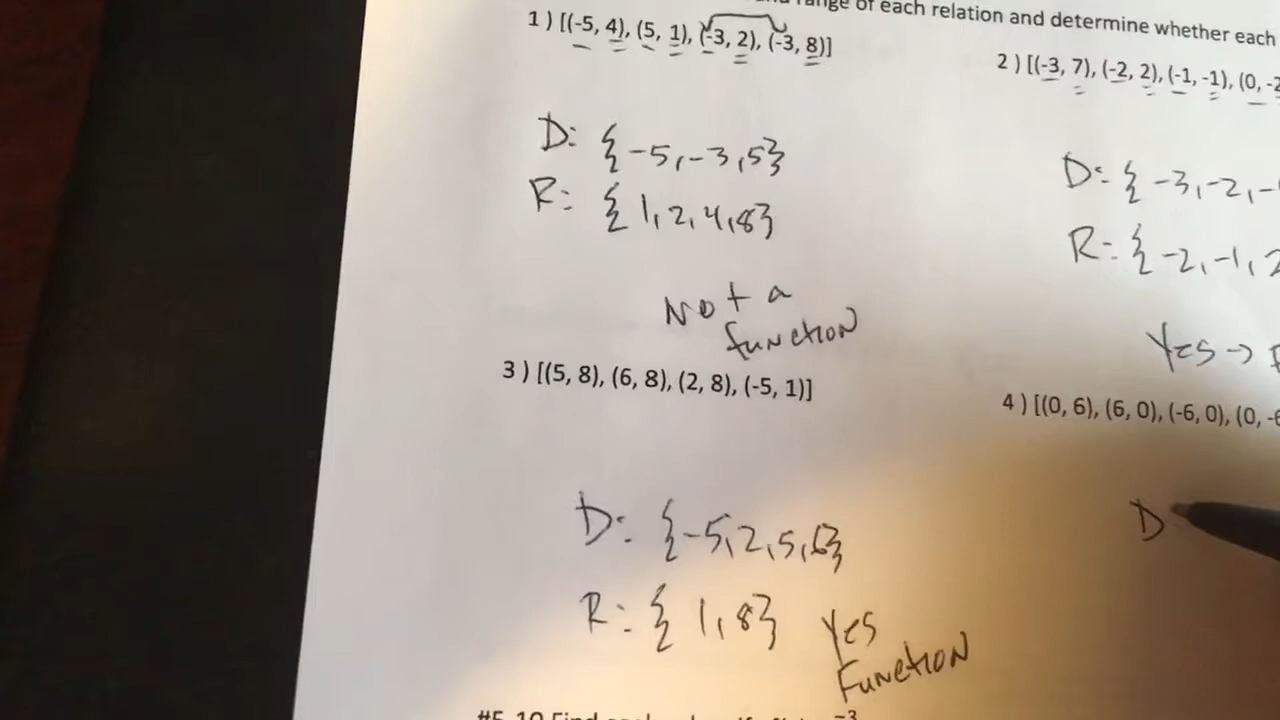 of each relation and determine whether each
1 ) [(-5, 4), (5, 1), (-3, 2), (-3, 8)]
D: {-5,-3,5}
R: {1,2,4,8}
Not a
function
2 ) [(-3, 7), (-2, 2), (-1, -1), (0, -2
D: {-3,-2,-
R: {-2,-1,2
Yes →
3 ) [(5, 8), (6, 8), (2, 8), (-5, 1)]
D: {-5,2,5,6}
R: {1,8}
Yes
Function
4 ) [(0, 6), (6, 0), (-6, 0), (0, -6
D